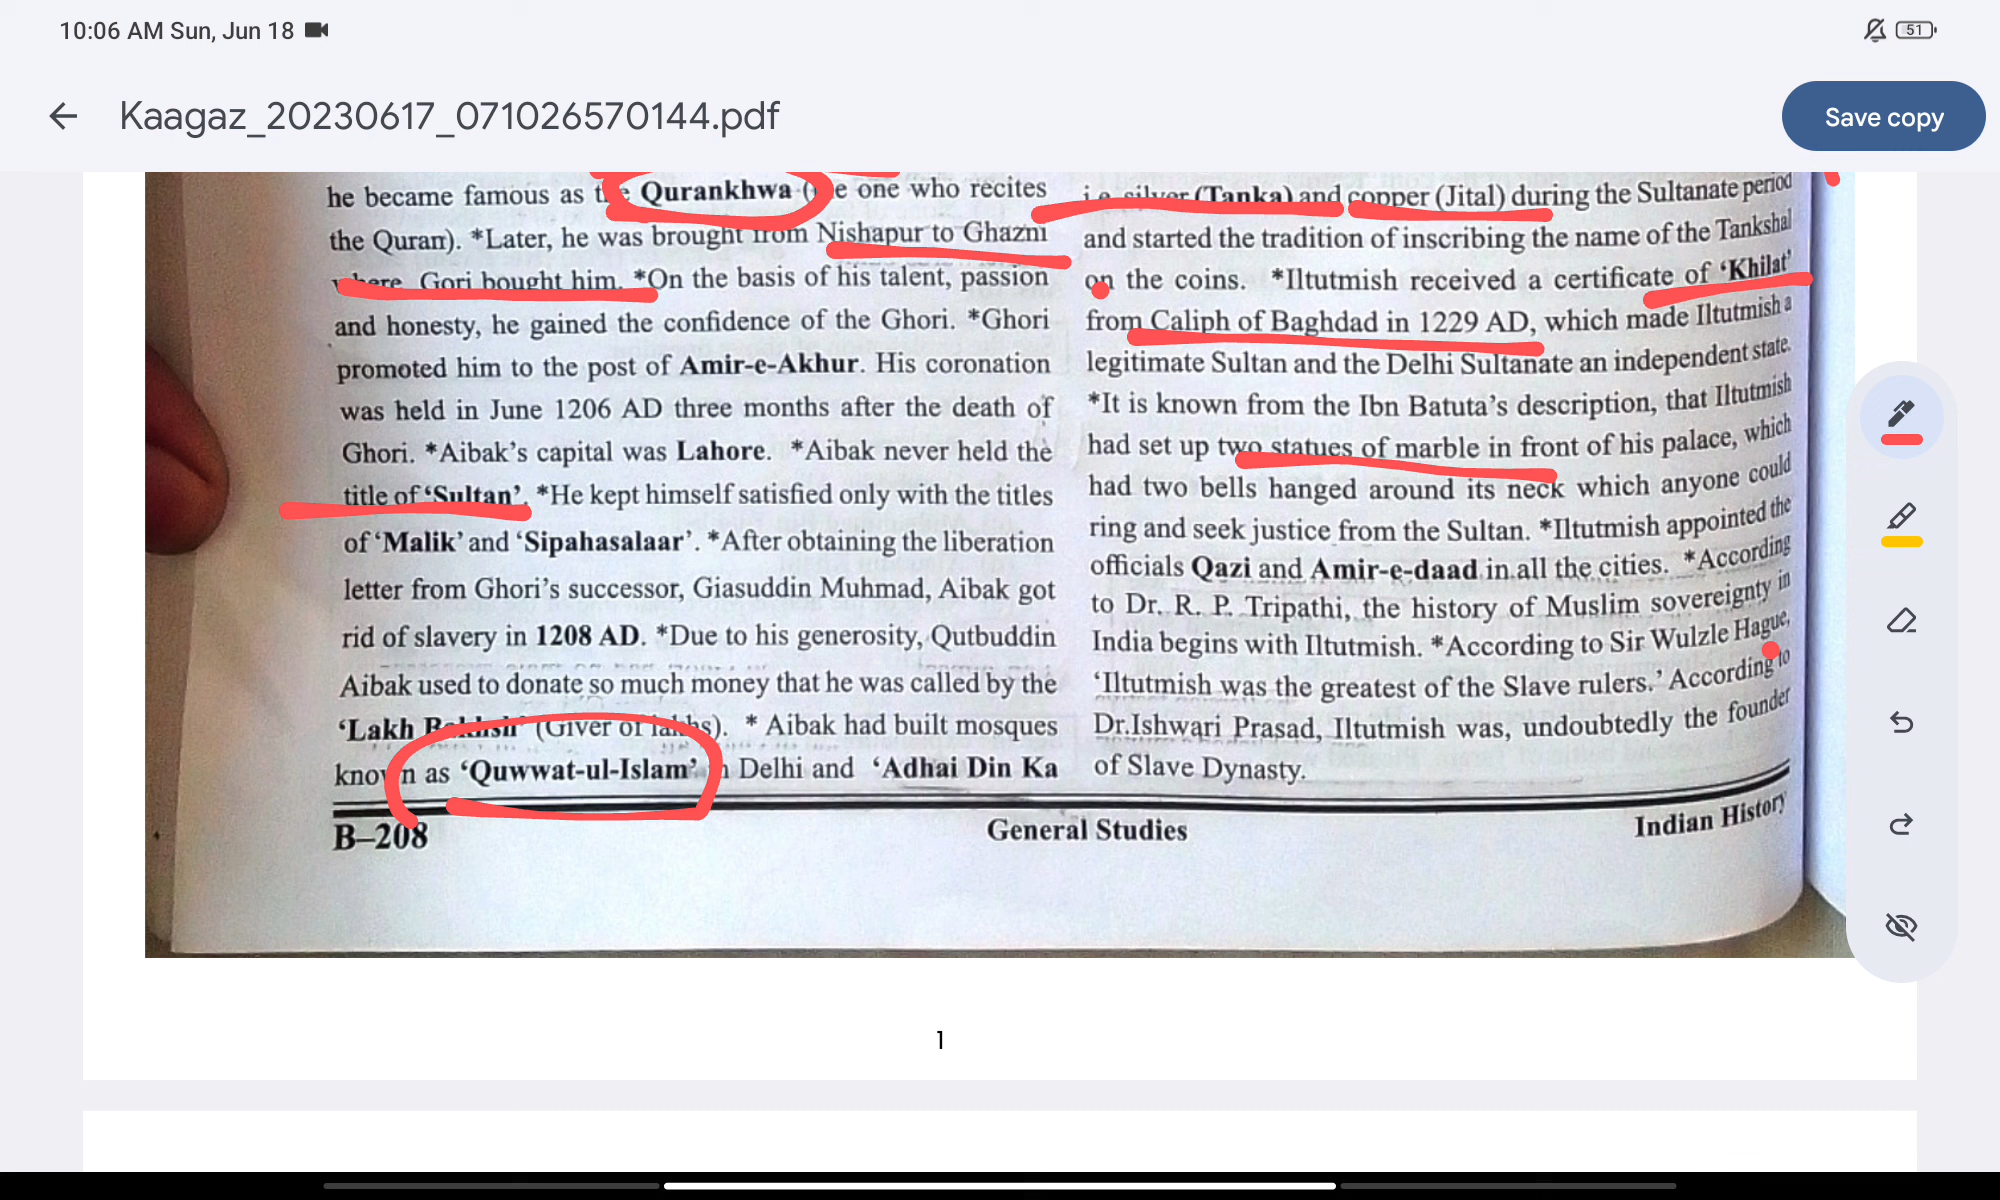 10:06 AM Sun, Jun 18
51
Kaagaz_20230617_071026570144.pdf
Save copy
he became famous as the Qurankhwa (the one who recites
the Quran). *Later, he was brought from Nishapur to Ghazni
where Gori bought him. *On the basis of his talent, passion
and honesty, he gained the confidence of the Ghori. *Ghori
promoted him to the post of Amir-e-Akhur. His coronation
was held in June 1206 AD three months after the death of
Ghori. *Aibak's capital was Lahore. *Aibak never held the
title of 'Sultan'. *He kept himself satisfied only with the titles
of 'Malik' and 'Sipahasalaar'. *After obtaining the liberation
letter from Ghori's successor, Giasuddin Muhmad, Aibak got
rid of slavery in 1208 AD. *Due to his generosity, Qutbuddin
Aibak used to donate so much money that he was called by the
'Lakh Bakhsh' (Giver of lakhs). * Aibak had built mosques
known as 'Quwwat-ul-Islam' in Delhi and 'Adhai Din Ka
i.e. silver (Tanka) and copper (Jital) during the Sultanate period
and started the tradition of inscribing the name of the Tankshal
on the coins. *Iltutmish received a certificate of 'Khilat'
from Caliph of Baghdad in 1229 AD, which made Iltutmish a
legitimate Sultan and the Delhi Sultanate an independent state.
*It is known from the Ibn Batuta's description, that Iltutmish
had set up two statues of marble in front of his palace, which
had two bells hanged around its neck which anyone could
ring and seek justice from the Sultan. *Iltutmish appointed the
officials Qazi and Amir-e-daad in all the cities. *According
to Dr. R. P. Tripathi, the history of Muslim sovereignty in
India begins with Iltutmish. *According to Sir Wulzle Hague,
'Iltutmish was the greatest of the Slave rulers.' According to
Dr.Ishwari Prasad, Iltutmish was, undoubtedly the founder
of Slave Dynasty.
B–208
General Studies
Indian History
1